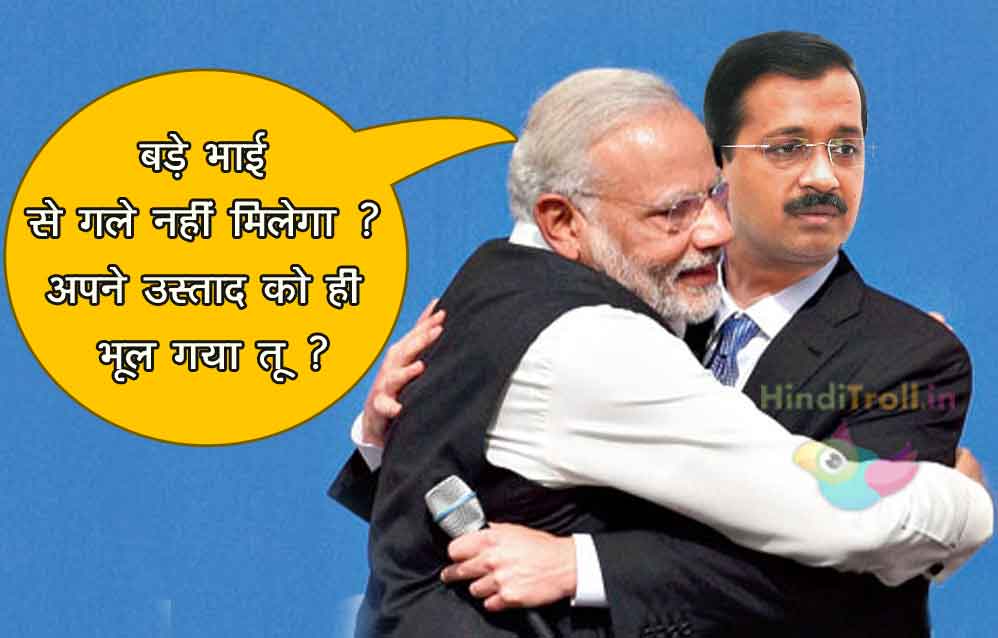 बड़े भाई
से गले नहीं मिलेगा ?
अपने उस्ताद को ही
भूल गया तू ?
HindiTroll.in